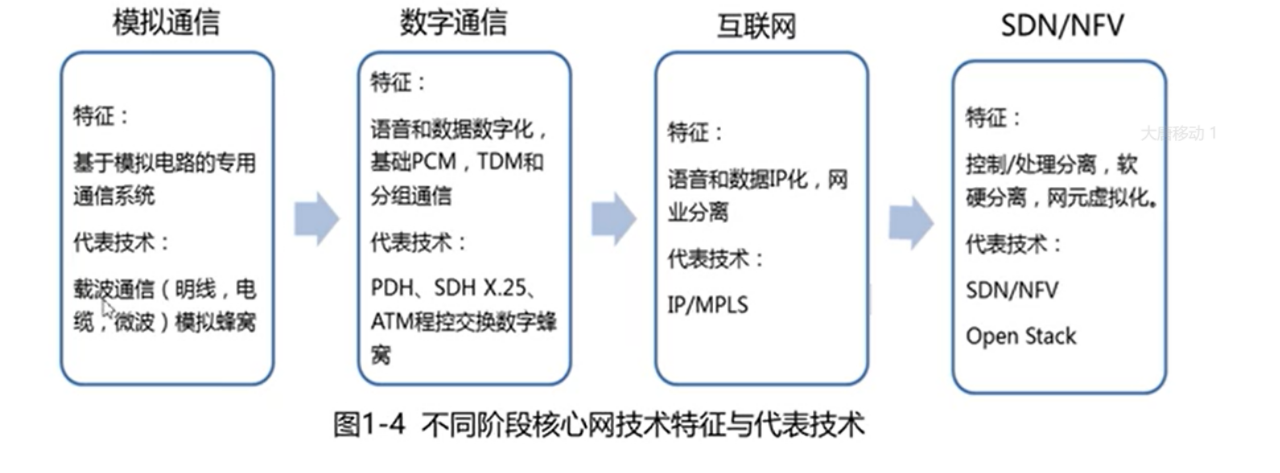 模拟通信
特征：
基于模拟电路的专用
通信系统
代表技术：
载波通信（明线，电
缆，微波）模拟蜂窝
数字通信
特征：
语音和数据数字化，
基础PCM，TDM和
分组通信
代表技术：
PDH、SDH X.25、
ATM程控交换数字蜂
窝
互联网
特征：
语音和数据IP化，网
业分离
代表技术：
IP/MPLS
SDN/NFV
特征：
控制/处理分离，软
硬分离，网元虚拟化。
代表技术：
SDN/NFV
Open Stack
大唐移动 1
图1-4 不同阶段核心网技术特征与代表技术